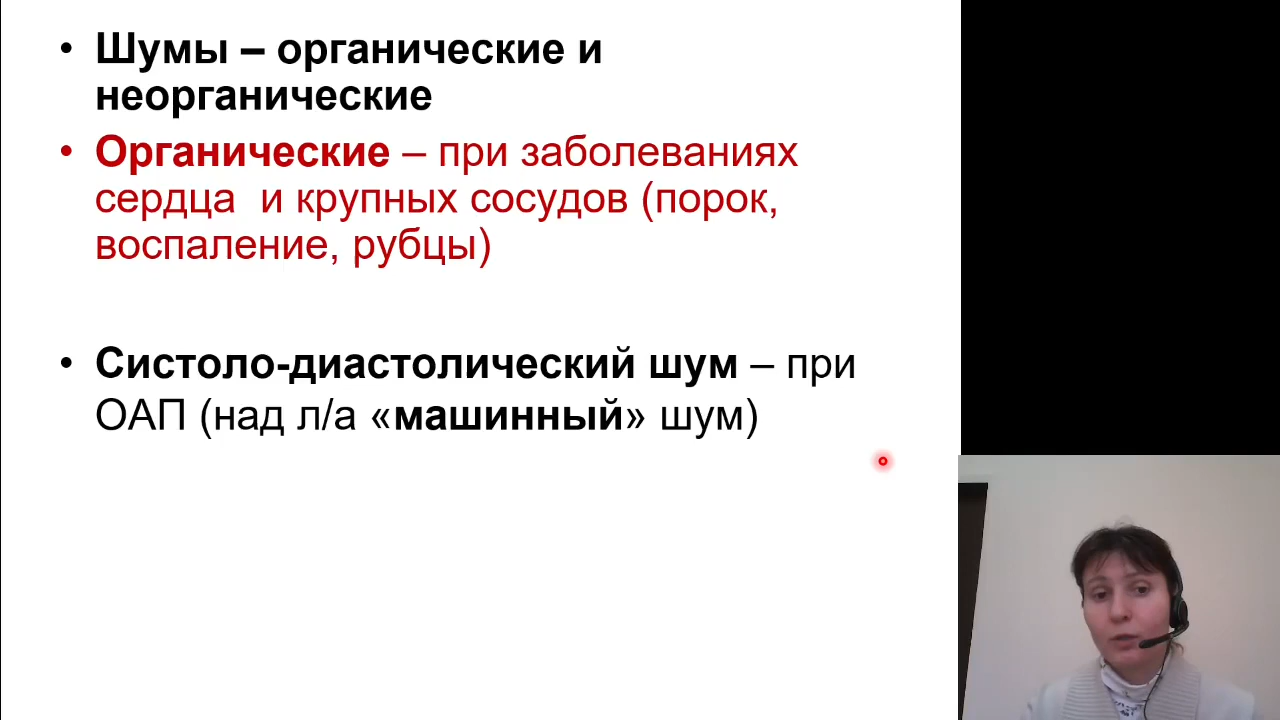 • Шумы – органические и
неорганические
• Органические – при заболеваниях
сердца и крупных сосудов (порок,
воспаление, рубцы)
• Систоло-диастолический шум – при
ОАП (над л/а «машинный» шум)